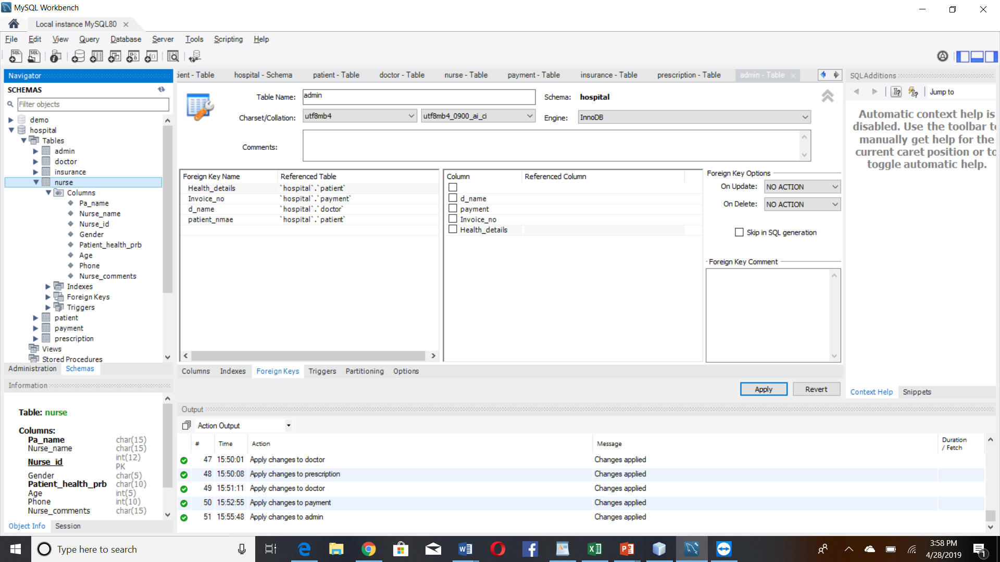 MySQL Workbench
Local instance MySQL80
File Edit View Query Database Server Tools Scripting Help
Navigator
SCHEMAS
Filter objects
demo
hospital
Tables
admin
doctor
insurance
nurse
Columns
Pa_name
Nurse_name
Nurse_id
Gender
Patient_health_prb
Age
Phone
Nurse_comments
Indexes
Foreign Keys
Triggers
patient
payment
prescription
Views
Stored Procedures
Administration Schemas
Information
Table: nurse
Columns:
Pa_name char(15)
Nurse_name char(15)
Nurse_id int(12) PK
Gender char(5)
Patient_health_prb char(10)
Age int(5)
Phone int(10)
Nurse_comments char(15)
Object Info Session
ient - Table hospital - Schema patient - Table doctor - Table nurse - Table payment - Table insurance - Table prescription - Table admin - Table
Table Name: admin Schema: hospital
Charset/Collation: utf8mb4 utf8mb4_0900_ai_ci Engine: InnoDB
Comments:
Foreign Key Name Referenced Table
Health_details `hospital`.`patient`
Invoice_no `hospital`.`payment`
d_name `hospital`.`doctor`
patient_nmae `hospital`.`patient`
Column Referenced Column
d_name
payment
Invoice_no
Health_details
Foreign Key Options
On Update: NO ACTION
On Delete: NO ACTION
Skip in SQL generation
Foreign Key Comment
Columns Indexes Foreign Keys Triggers Partitioning Options
Apply Revert
SQLAdditions
Jump to
Automatic context help is
disabled. Use the toolbar to
manually get help for the
current caret position or to
toggle automatic help.
Context Help Snippets
Output
Action Output
# Time Action Message Duration / Fetch
47 15:50:01 Apply changes to doctor Changes applied
48 15:50:08 Apply changes to prescription Changes applied
49 15:51:11 Apply changes to doctor Changes applied
50 15:52:55 Apply changes to payment Changes applied
51 15:55:48 Apply changes to admin Changes applied
Type here to search
3:58 PM
4/28/2019
1